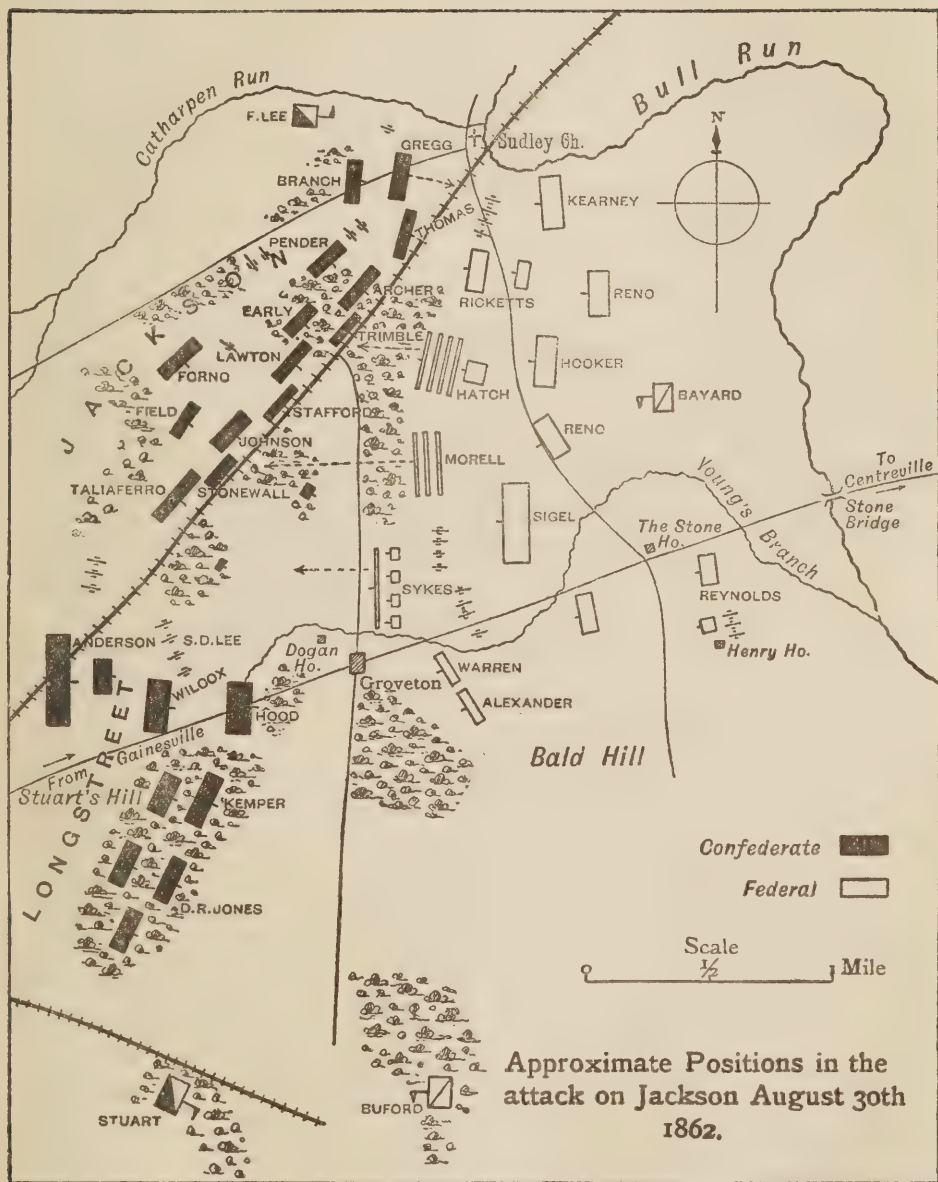 Catharpen Run
Bull Run
F. LEE
GREGG
Sudley Ch.
N
BRANCH
KEARNEY
THOMAS
PENDER
JACKSON
ARCHER
RICKETTS
RENO
EARLY
TRIMBLE
LAWTON
HOOKER
FORNO
HATCH
BAYARD
FIELD
STAFFORD
JOHNSON
RENO
MORELL
TALIAFERRO
STONEWALL
Young's
Branch
To
Centreville
Stone
Bridge
SIGEL
The Stone
Ho.
SYKES
REYNOLDS
ANDERSON
S.D.LEE
Dogan
Ho.
Henry Ho.
WILCOX
WARREN
Groveton
HOOD
ALEXANDER
From Gainesville
Bald Hill
Stuart's Hill
KEMPER
LONGSTREET
Confederate
Federal
D.R.JONES
Scale
0 1/2 1 Mile
Approximate Positions in the
attack on Jackson August 30th
1862.
STUART
BUFORD